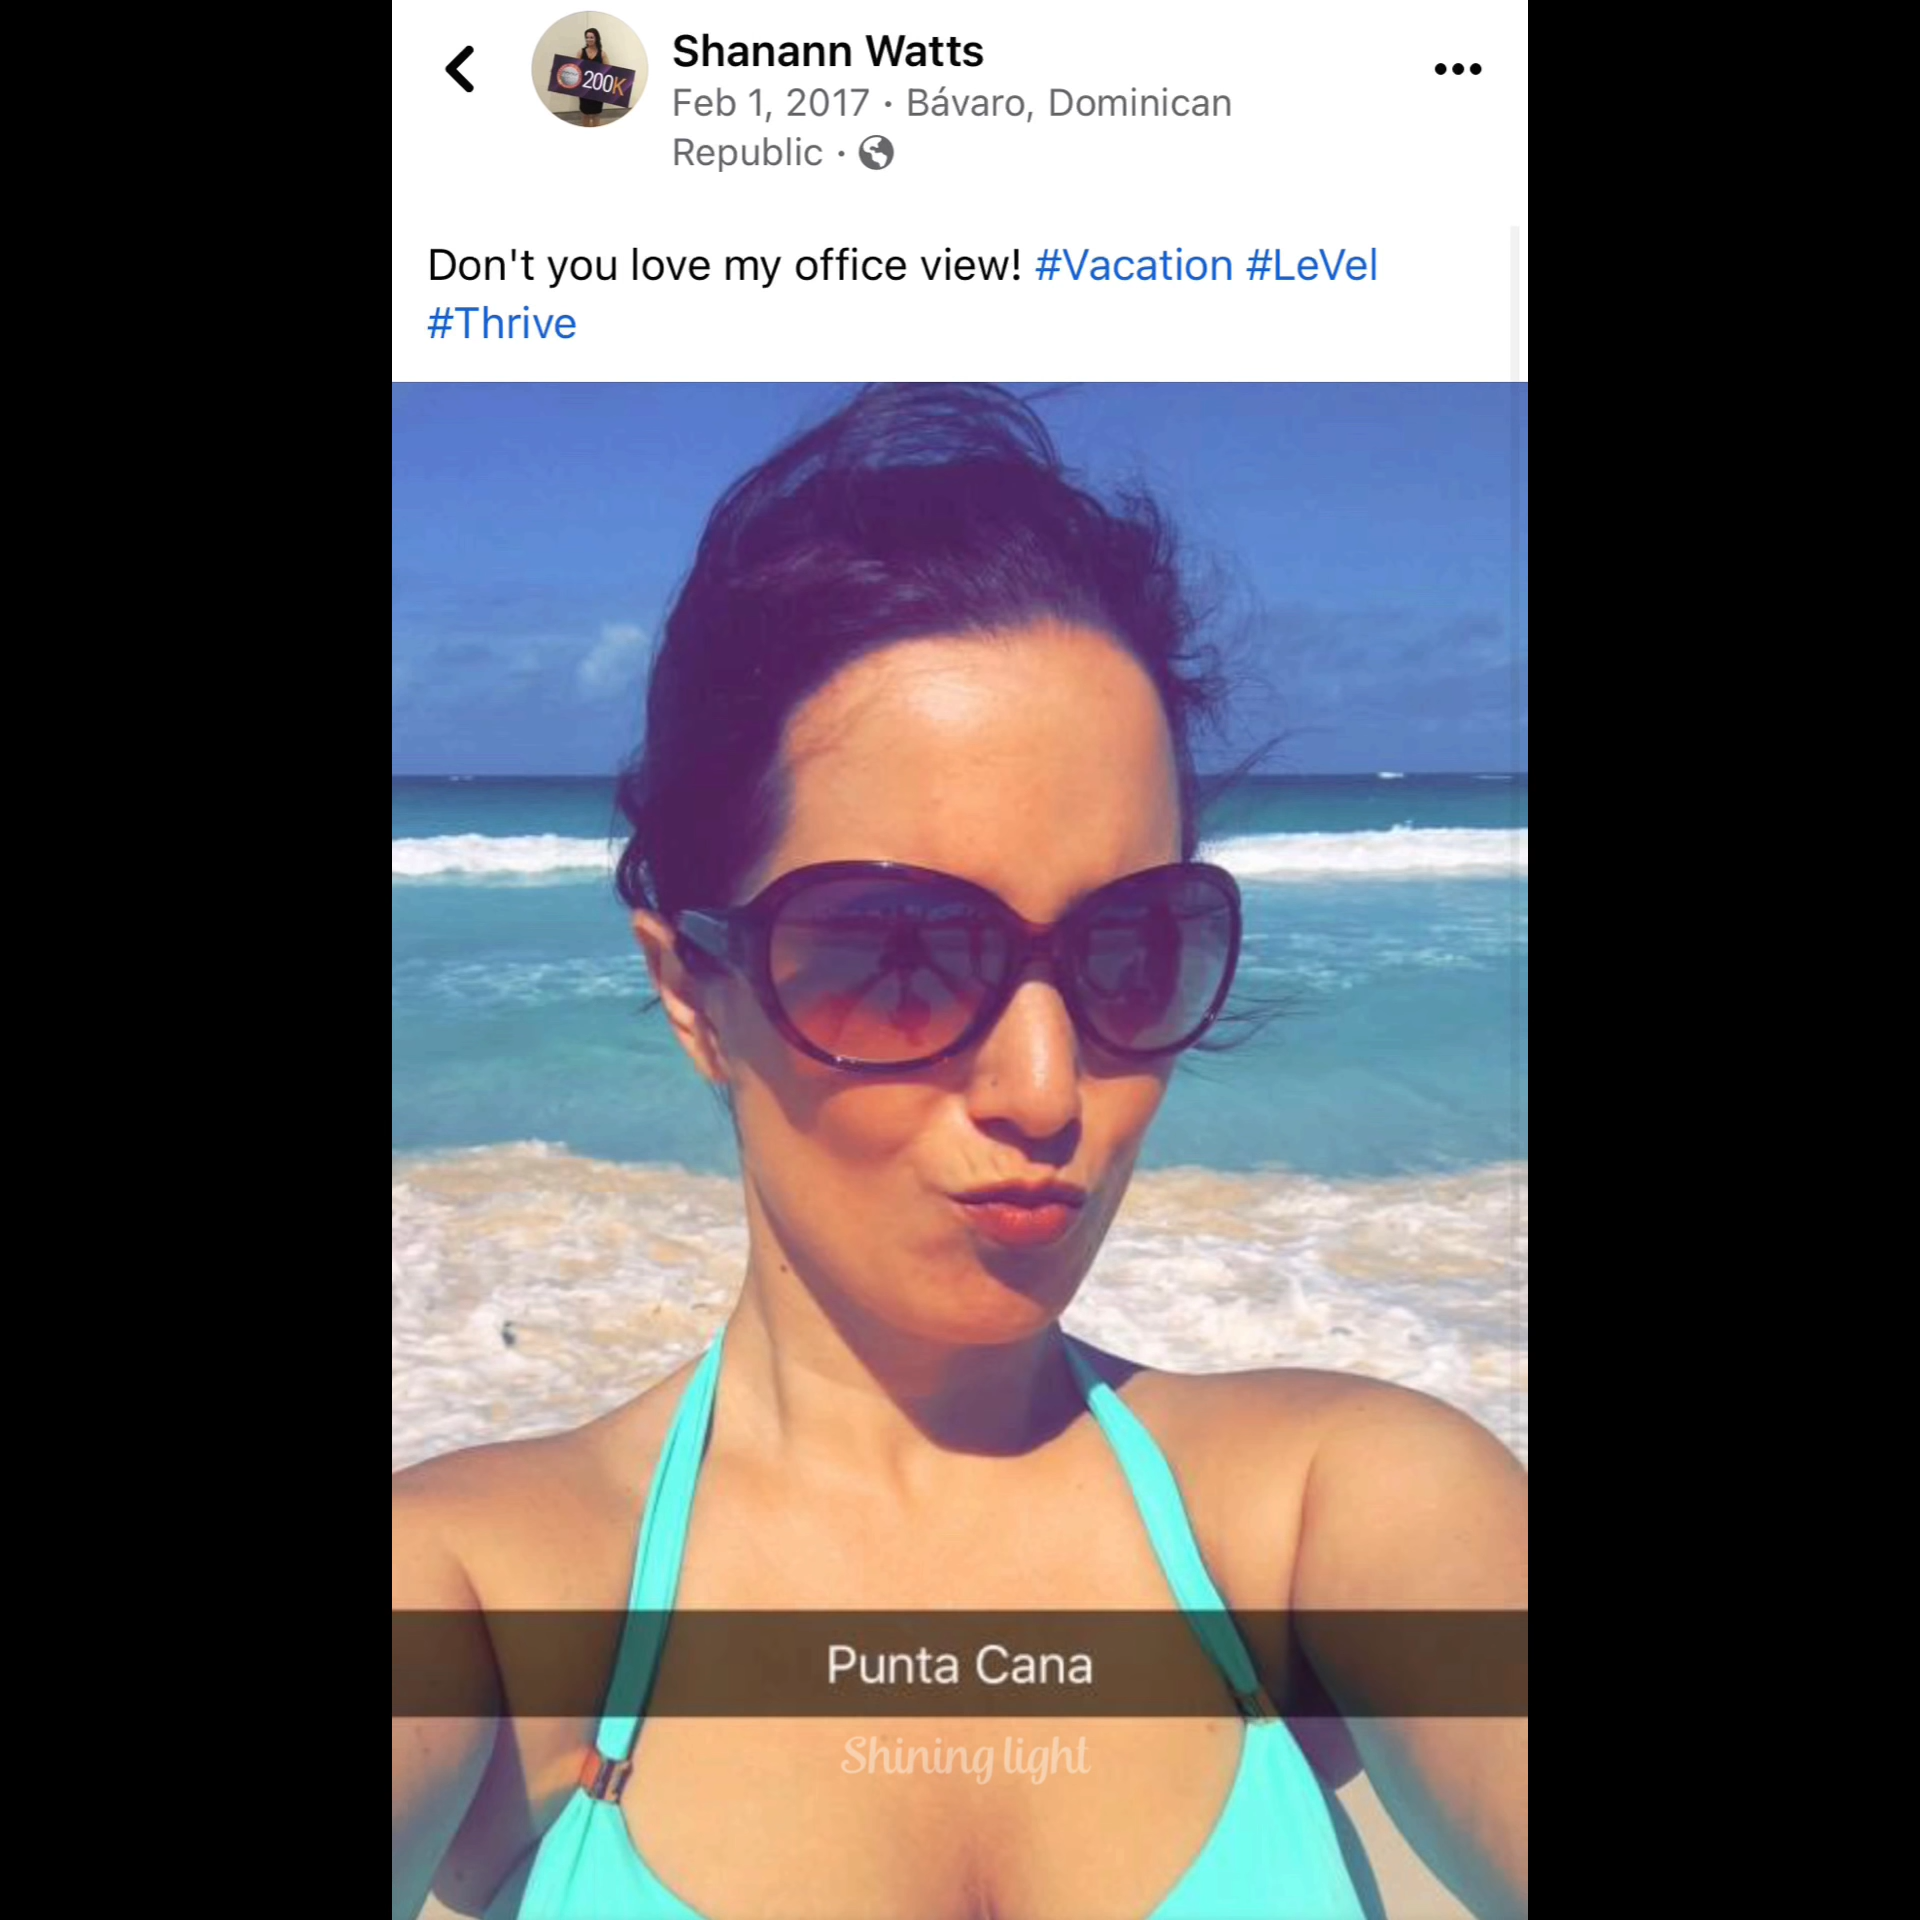 Shanann Watts
Feb 1, 2017 · Bávaro, Dominican
Republic ·
200K
Don't you love my office view! #Vacation #LeVel
#Thrive
Punta Cana
Shining light